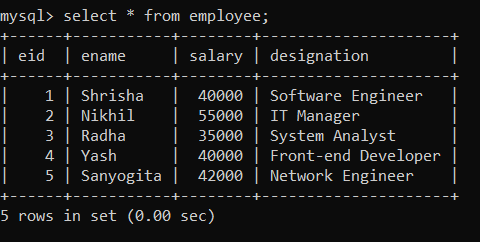 mysql> select * from employee;
+------+-----------+--------+---------------------+
| eid  | ename     | salary | designation         |
+------+-----------+--------+---------------------+
|    1 | Shrisha   |  40000 | Software Engineer   |
|    2 | Nikhil    |  55000 | IT Manager          |
|    3 | Radha     |  35000 | System Analyst      |
|    4 | Yash      |  40000 | Front-end Developer |
|    5 | Sanyogita |  42000 | Network Engineer    |
+------+-----------+--------+---------------------+
5 rows in set (0.00 sec)